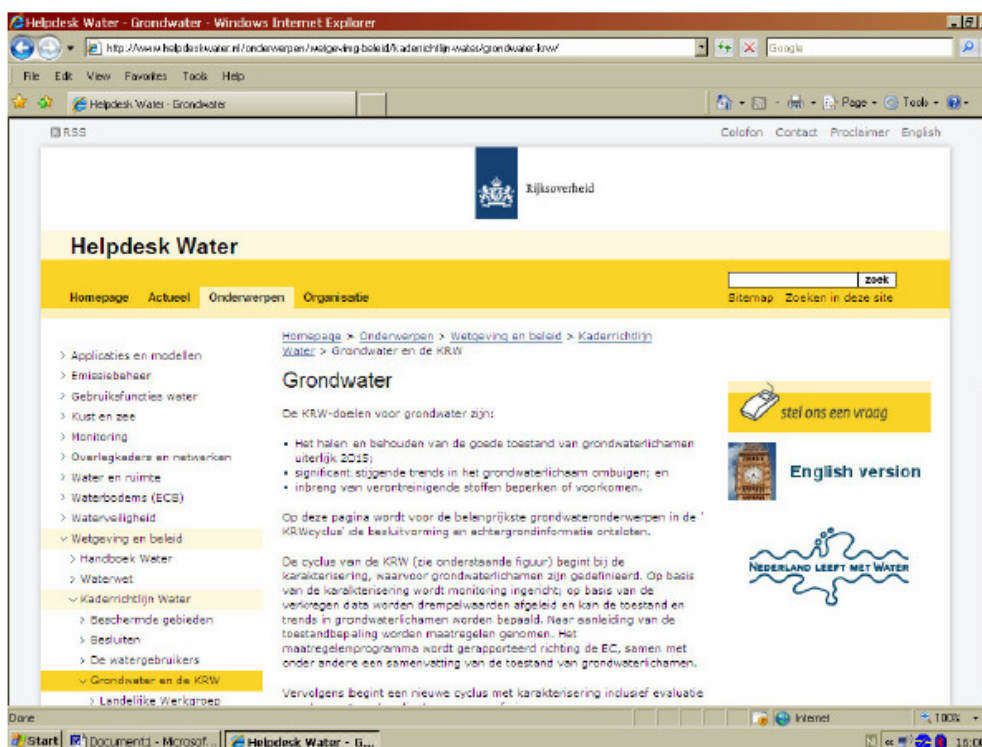 Helpdesk Water - Grondwater - Windows Internet Explorer
http://www.helpdeskwater.nl/onderwerpen/wetgeving-beleid/kaderrichtlijn-water/grondwater-krw/
Google
File Edit View Favorites Tools Help
Helpdesk Water - Grondwater
Page
Tools
RSS
Colofon Contact Proclaimer English
Rijksoverheid
Helpdesk Water
zoek
Homepage Actueel Onderwerpen Organisatie
Sitemap Zoeken in deze site
> Applicaties en modellen
> Emissiebeheer
> Gebruiksfuncties water
> Kust en zee
> Monitoring
> Overlegkaders en netwerken
> Water en ruimte
> Waterbodems (ECB)
> Waterveiligheid
Wetgeving en beleid
> Handboek Water
> Waterwet
Kaderrichtlijn Water
> Beschermde gebieden
> Besluiten
> De watergebruikers
Grondwater en de KRW
> Landelijke Werkgroep
Homepage > Onderwerpen > Wetgeving en beleid > Kaderrichtlijn
Water > Grondwater en de KRW
Grondwater
De KRW-doelen voor grondwater zijn:
• Het halen en behouden van de goede toestand van grondwaterlichamen
uiterlijk 2015;
• significant stijgende trends in het grondwaterlichaam ombuigen; en
• inbreng van verontreinigende stoffen beperken of voorkomen.
Op deze pagina wordt voor de belangrijkste grondwateronderwerpen in de '
KRWcyclus' de besluitvorming en achtergrondinformatie ontsloten.
De cyclus van de KRW (zie onderstaande figuur) begint bij de
karakterisering, waarvoor grondwaterlichamen zijn gedefinieerd. Op basis
van de karakterisering wordt monitoring ingericht; op basis van de
verkregen data worden drempelwaarden afgeleid en kan de toestand en
trends in grondwaterlichamen worden bepaald. Naar aanleiding van de
toestandbepaling worden maatregelen genomen. Het
maatregelenprogramma wordt gerapporteerd richting de EC, samen met
onder andere een samenvatting van de toestand van grondwaterlichamen.
Vervolgens begint een nieuwe cyclus met karakterisering inclusief evaluatie
stel ons een vraag
English version
NEDERLAND LEEFT MET WATER
Done
Internet
100%
Start
Document1 - Microsof...
Helpdesk Water - G...
16:00